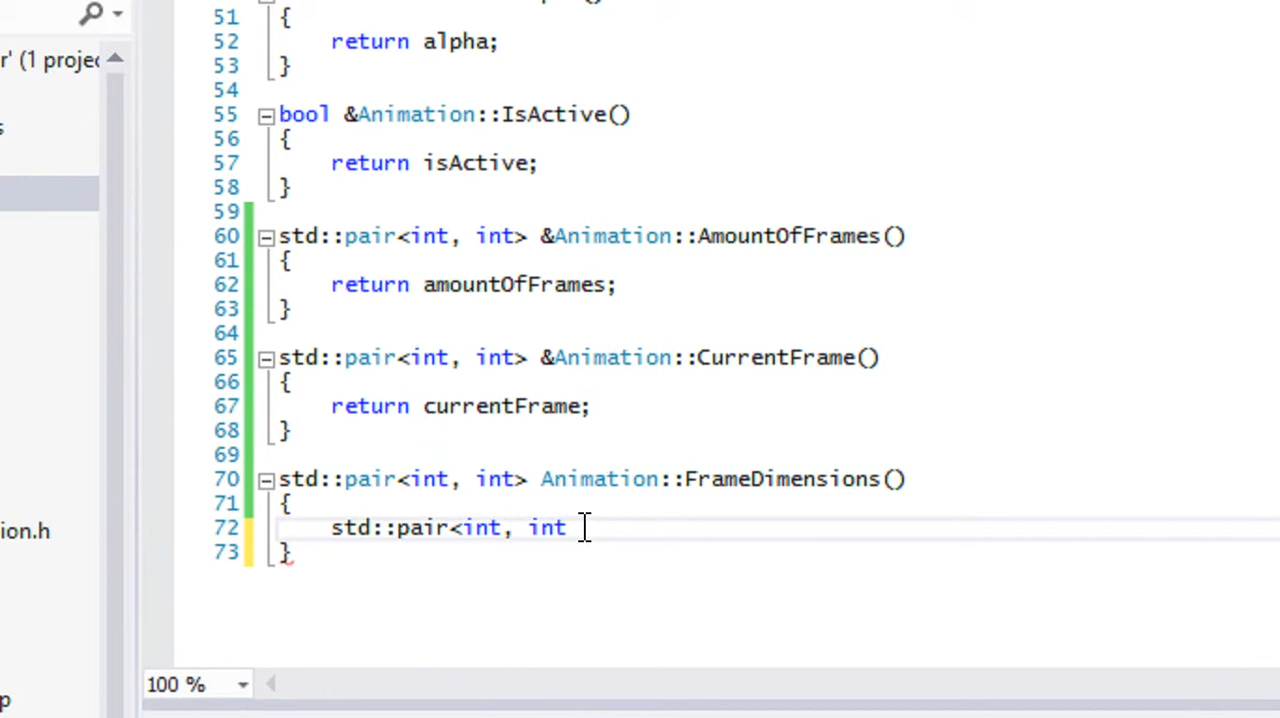 r' (1 projec
s
ion.h
p
51 {
52 return alpha;
53 }
54
55 bool &Animation::IsActive()
56 {
57 return isActive;
58 }
59
60 std::pair<int, int> &Animation::AmountOfFrames()
61 {
62 return amountOfFrames;
63 }
64
65 std::pair<int, int> &Animation::CurrentFrame()
66 {
67 return currentFrame;
68 }
69
70 std::pair<int, int> Animation::FrameDimensions()
71 {
72 std::pair<int, int
73 }
100 %